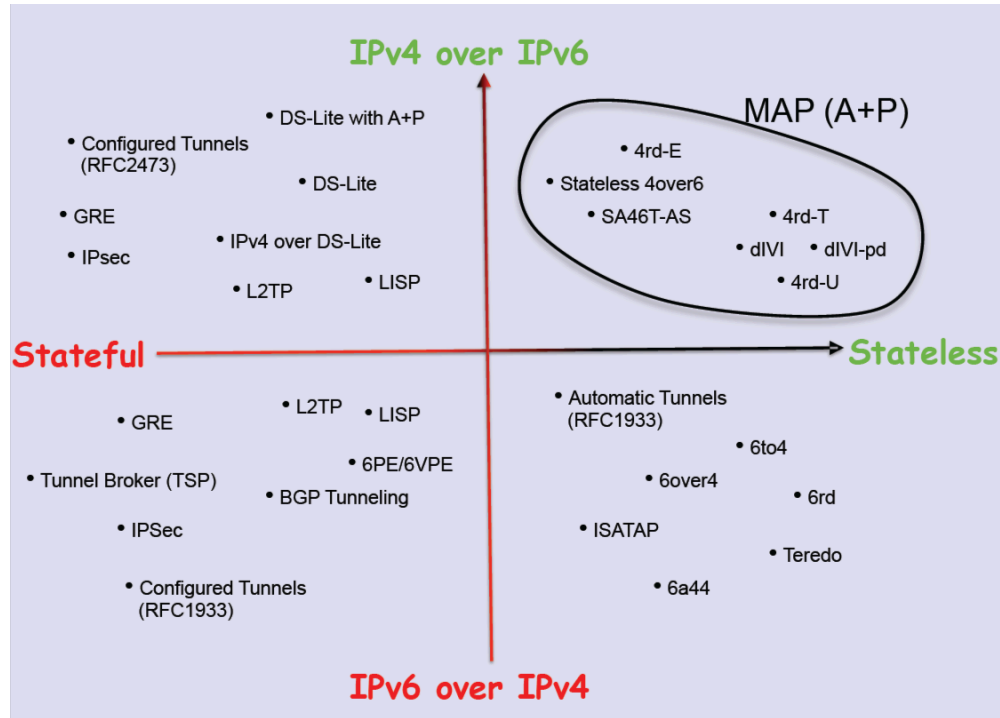 IPv4 over IPv6
MAP (A+P)
• DS-Lite with A+P
• Configured Tunnels
(RFC2473)
• 4rd-E
• DS-Lite
• Stateless 4over6
• GRE
• SA46T-AS
• 4rd-T
• IPv4 over DS-Lite
• IPsec
• dIVI
• dIVI-pd
• L2TP
• LISP
• 4rd-U
Stateful
Stateless
• Automatic Tunnels
(RFC1933)
• L2TP
• LISP
• GRE
• 6to4
• 6PE/6VPE
• Tunnel Broker (TSP)
• 6over4
• BGP Tunneling
• 6rd
• IPSec
• ISATAP
• Teredo
• Configured Tunnels
(RFC1933)
• 6a44
IPv6 over IPv4